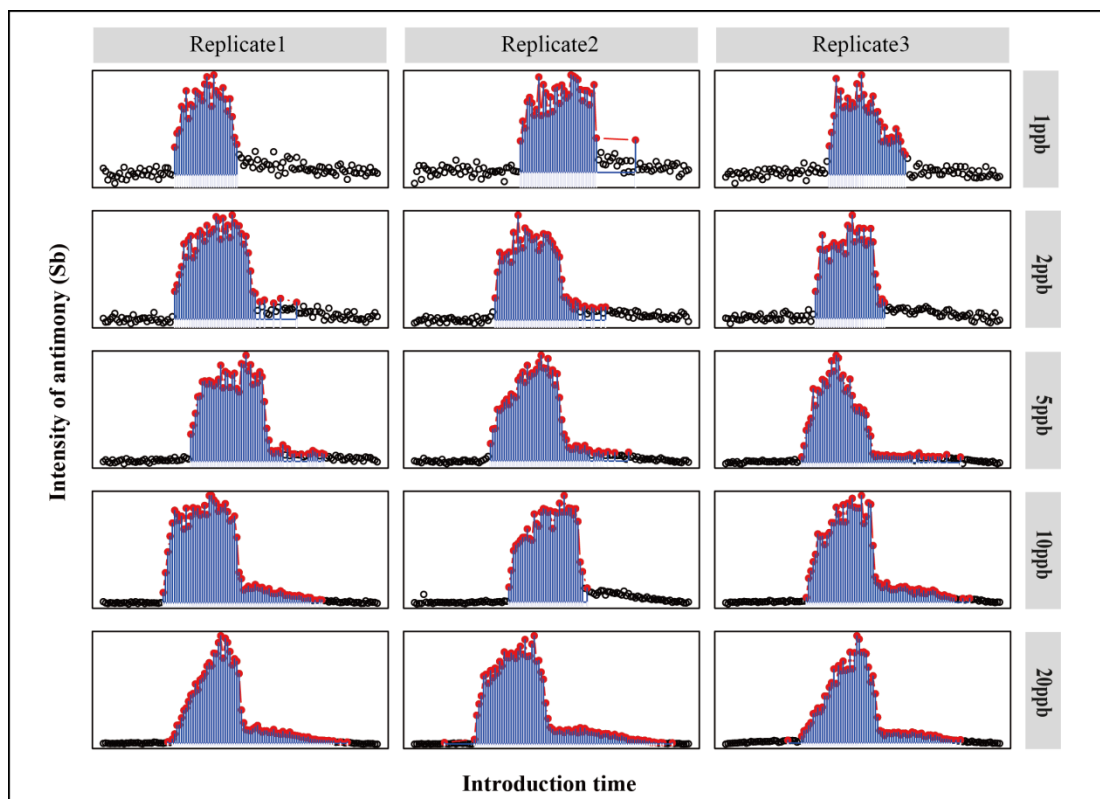 Replicate1
Replicate2
Replicate3
1ppb
2ppb
5ppb
10ppb
20ppb
Intensity of antimony (Sb)
Introduction time